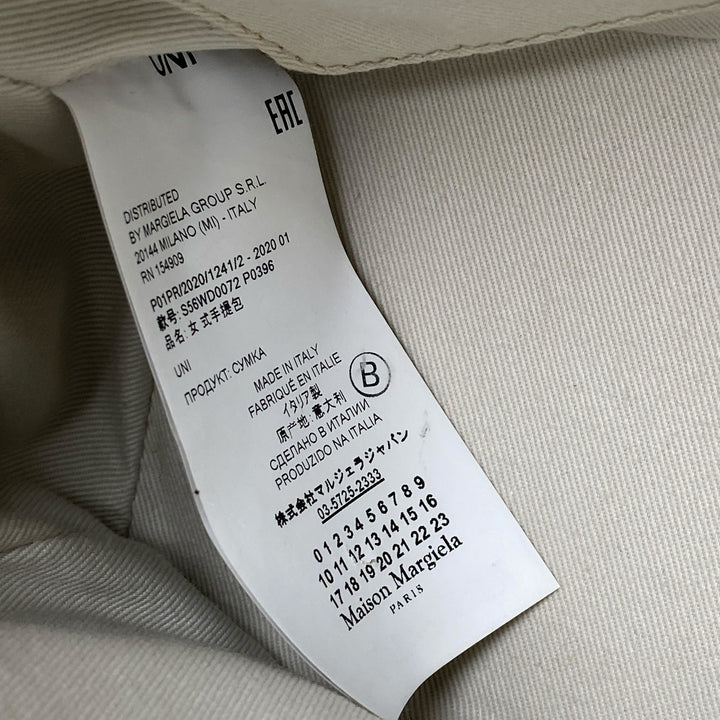 UNI
EAC
DISTRIBUTED
BY MARGIELA GROUP S.R.L.
20144 MILANO (MI) - ITALY
RN 154909
P01PR/2020/1241/2 - 2020 01
款号: S56WD0072 P0396
品名: 女式手提包
UNI
ПРОДУКТ: СУМКА
MADE IN ITALY
FABRIQUÉ EN ITALIE
イタリア製
原产地: 意大利
СДЕЛАНО В ИТАЛИИ
PRODUZIDO NA ITALIA
B
株式会社マルジェラジャパン
03-5725-2333
0 1 2 3 4 5 6 7 8 9
10 11 12 13 14 15 16
17 18 19 20 21 22 23
Maison Margiela
PARIS